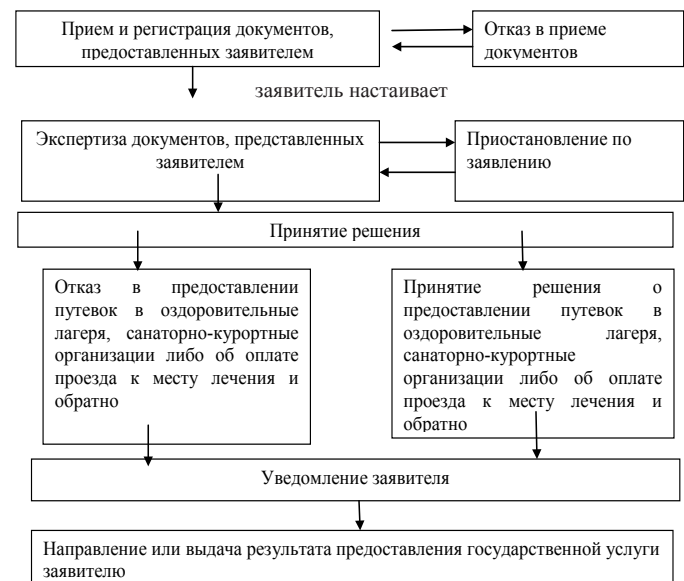 Прием и регистрация документов,
предоставленных заявителем
Отказ в приеме
документов
заявитель настаивает
Экспертиза документов, представленных
заявителем
Приостановление по
заявлению
Принятие решения
Отказ в предоставлении
путевок в оздоровительные
лагеря, санаторно-курортные
организации либо об оплате
проезда к месту лечения и
обратно
Принятие решения о
предоставлении путевок в
оздоровительные лагеря,
санаторно-курортные
организации либо об оплате
проезда к месту лечения и
обратно
Уведомление заявителя
Направление или выдача результата предоставления государственной услуги
заявителю